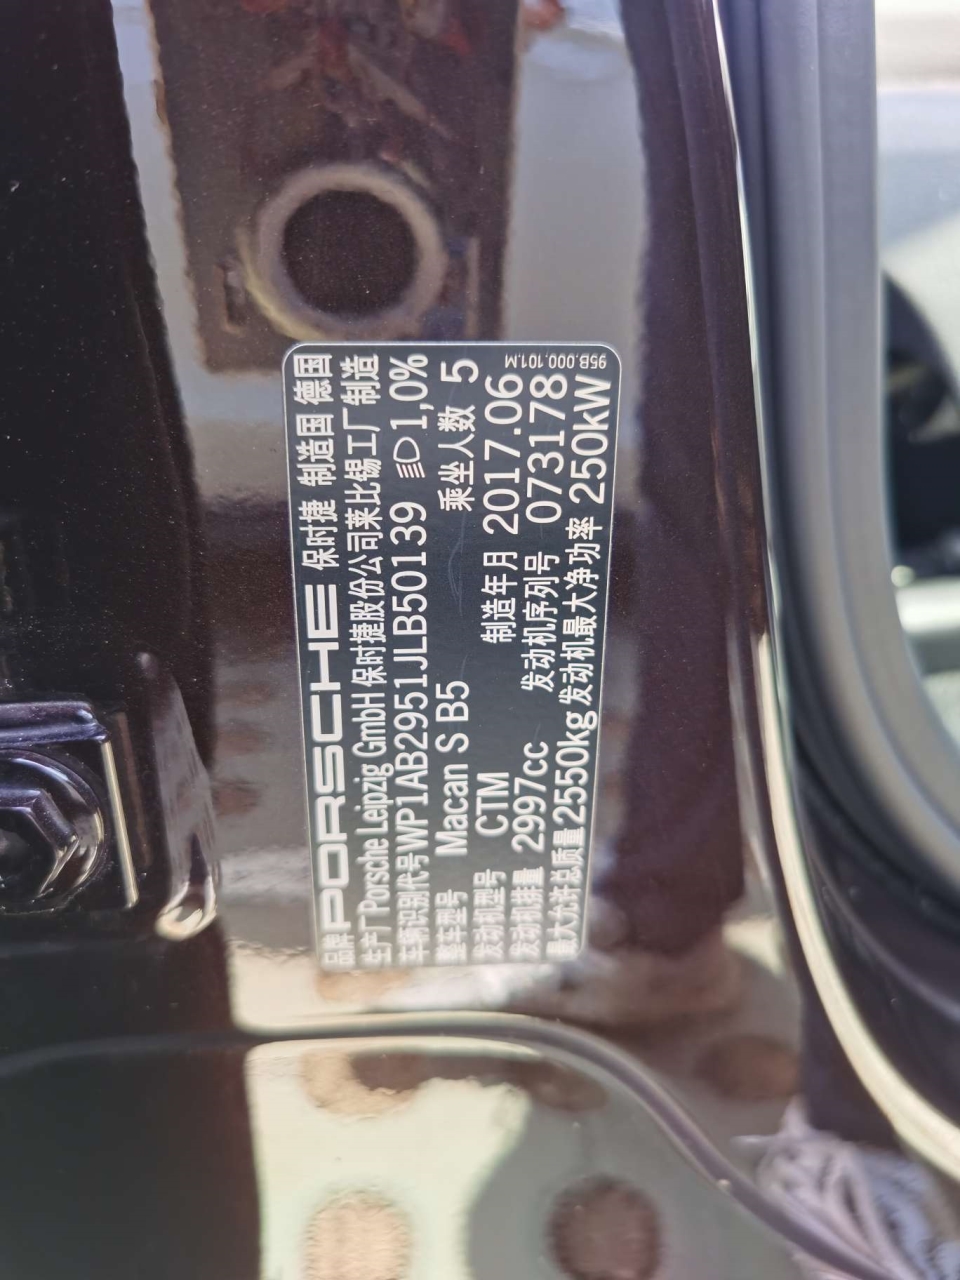 品牌 PORSCHE 保时捷 制造国 德国
生产厂 Porsche Leipzig GmbH 保时捷股份公司莱比锡工厂制造
车辆识别代号 WP1AB2951JLB50139 1,0%
整车型号 Macan S B5 乘坐人数 5
发动机型号 CTM 制造年月 2017.06
发动机排量 2997cc 发动机序列号 073178
最大允许总质量 2550kg 发动机最大净功率 250kW
95B.000.101.M